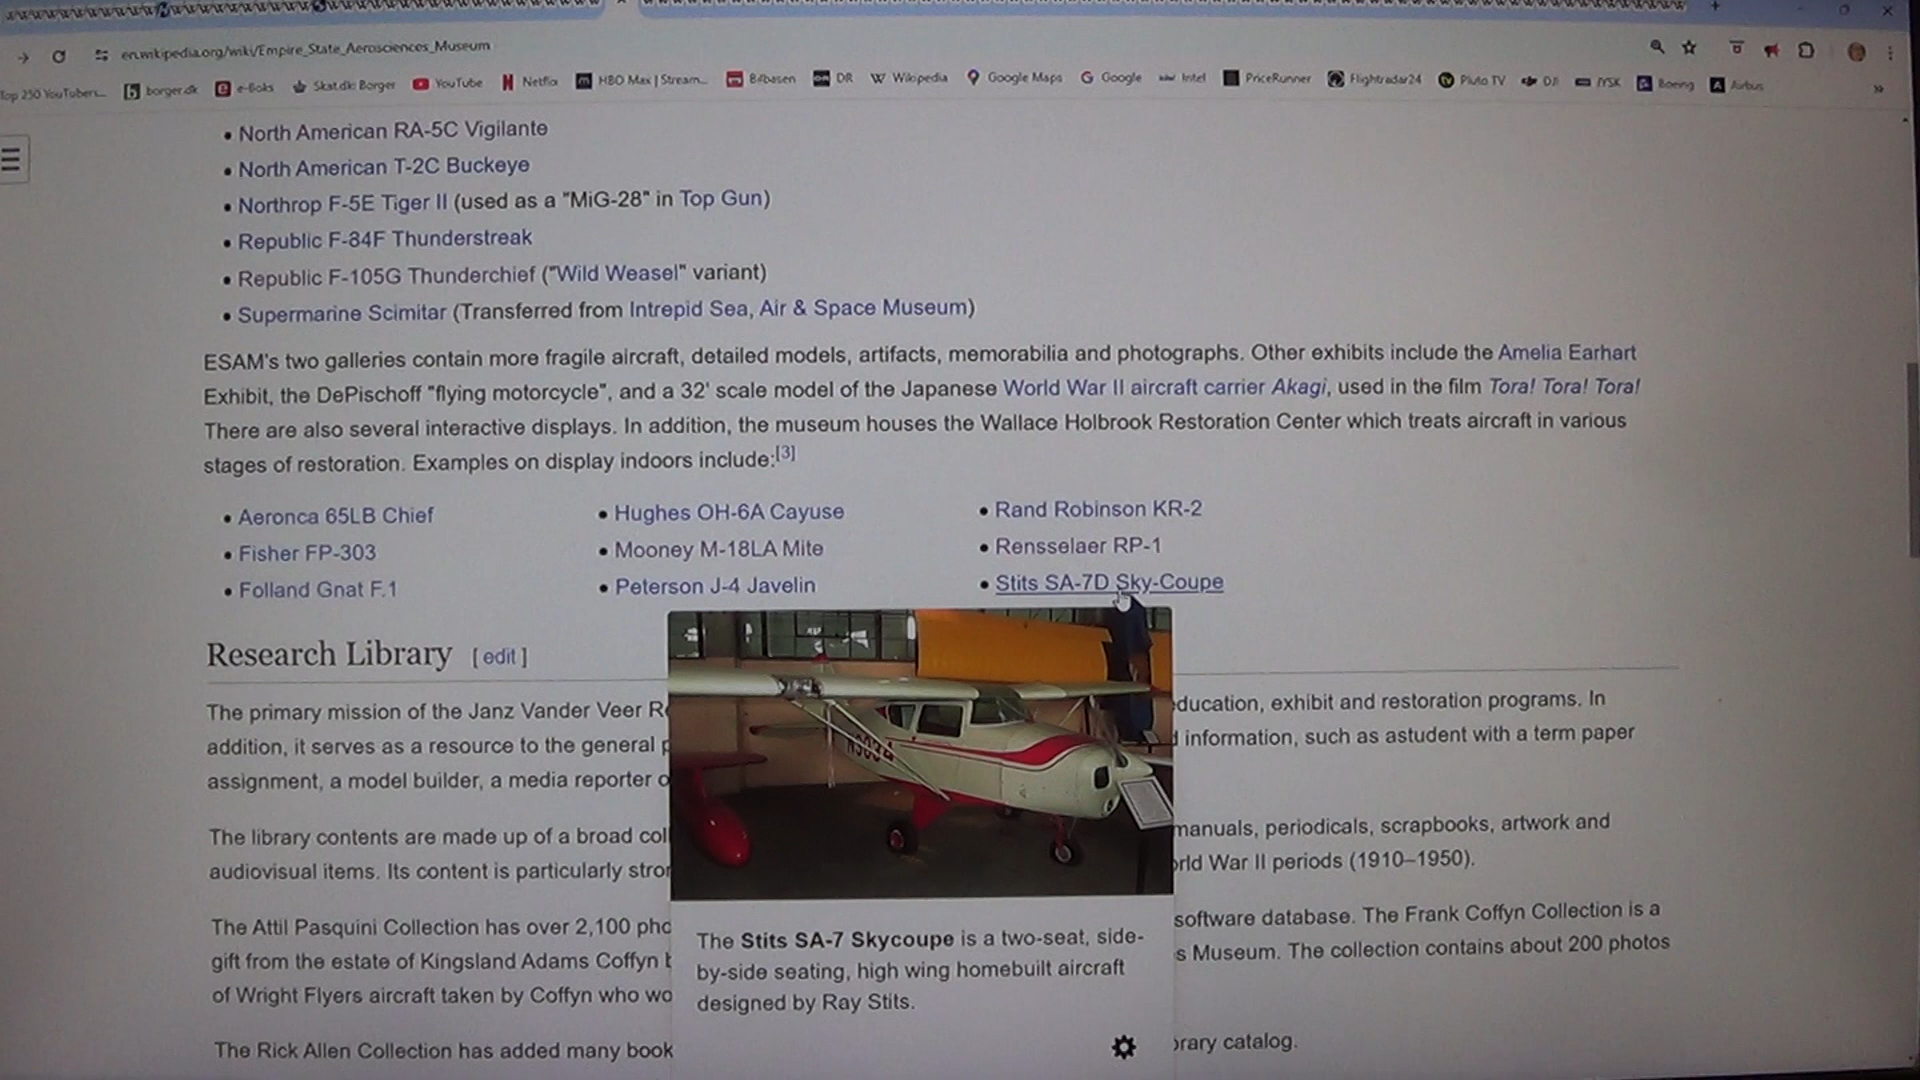 en.wikipedia.org/wiki/Empire_State_Aerosciences_Museum
Top 250 YouTubers... borger.dk e-Boks Skat.dk: Borger YouTube Netflix HBO Max | Stream... Bilbasen DR Wikipedia Google Maps Google Intel PriceRunner Flightradar24 Pluto TV DJI JYSK Boeing Airbus
• North American RA-5C Vigilante
• North American T-2C Buckeye
• Northrop F-5E Tiger II (used as a "MiG-28" in Top Gun)
• Republic F-84F Thunderstreak
• Republic F-105G Thunderchief ("Wild Weasel" variant)
• Supermarine Scimitar (Transferred from Intrepid Sea, Air & Space Museum)
ESAM's two galleries contain more fragile aircraft, detailed models, artifacts, memorabilia and photographs. Other exhibits include the Amelia Earhart
Exhibit, the DePischoff "flying motorcycle", and a 32' scale model of the Japanese World War II aircraft carrier Akagi, used in the film Tora! Tora! Tora!
There are also several interactive displays. In addition, the museum houses the Wallace Holbrook Restoration Center which treats aircraft in various
stages of restoration. Examples on display indoors include:[3]
• Aeronca 65LB Chief
• Fisher FP-303
• Folland Gnat F.1
• Hughes OH-6A Cayuse
• Mooney M-18LA Mite
• Peterson J-4 Javelin
• Rand Robinson KR-2
• Rensselaer RP-1
• Stits SA-7D Sky-Coupe
Research Library [ edit ]
The primary mission of the Janz Vander Veer R ducation, exhibit and restoration programs. In
addition, it serves as a resource to the general information, such as astudent with a term paper
assignment, a model builder, a media reporter
The library contents are made up of a broad col manuals, periodicals, scrapbooks, artwork and
audiovisual items. Its content is particularly stro rld War II periods (1910–1950).
The Attil Pasquini Collection has over 2,100 pho software database. The Frank Coffyn Collection is a
gift from the estate of Kingsland Adams Coffyn s Museum. The collection contains about 200 photos
of Wright Flyers aircraft taken by Coffyn who wo
The Rick Allen Collection has added many book brary catalog.
The Stits SA-7 Skycoupe is a two-seat, side-
by-side seating, high wing homebuilt aircraft
designed by Ray Stits.